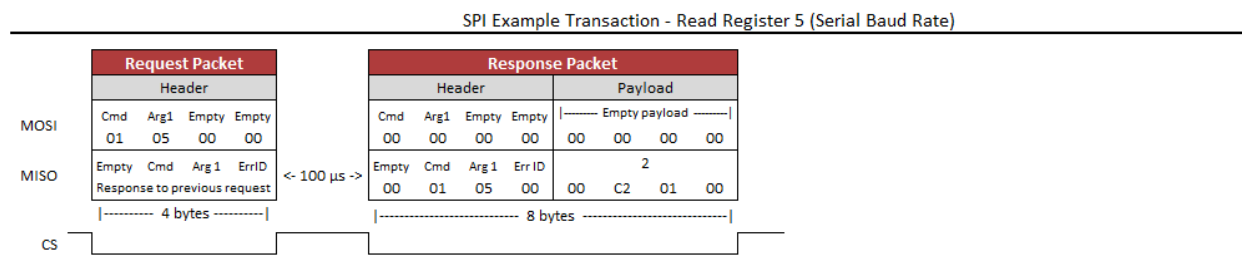 SPI Example Transaction - Read Register 5 (Serial Baud Rate)
Request Packet Response Packet
Header Header Payload
MOSI Cmd Arg1 Empty Empty Cmd Arg1 Empty Empty |--------- Empty payload ---------|
01 05 00 00 00 00 00 00 00 00 00 00
MISO Empty Cmd Arg 1 ErrID <- 100 µs -> Empty Cmd Arg 1 Err ID 2
Response to previous request 00 01 05 00 00 C2 01 00
|---------- 4 bytes ----------| |---------------------------- 8 bytes -----------------------------|
CS